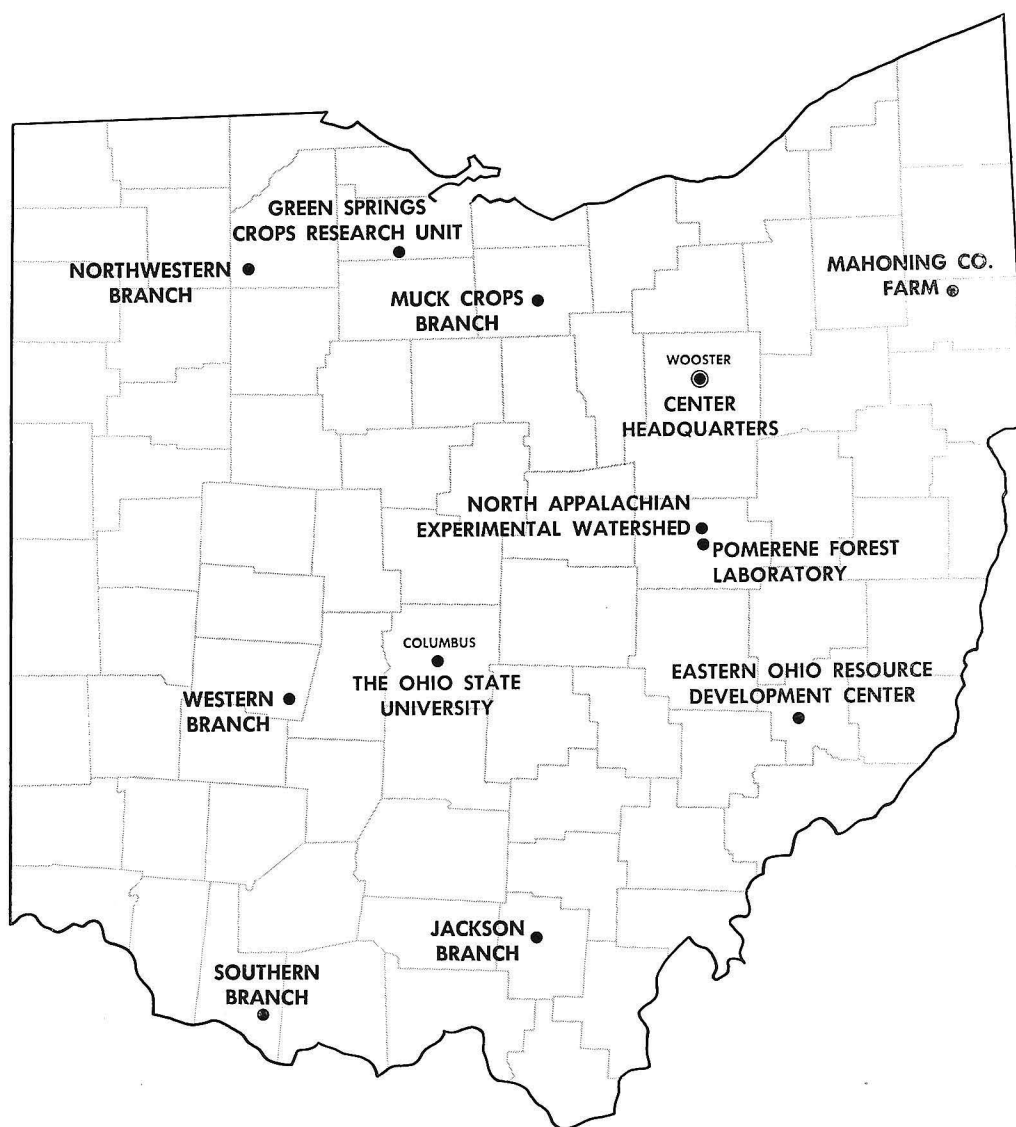 GREEN SPRINGS
CROPS RESEARCH UNIT
NORTHWESTERN
BRANCH
MUCK CROPS
BRANCH
MAHONING CO.
FARM
WOOSTER
CENTER
HEADQUARTERS
NORTH APPALACHIAN
EXPERIMENTAL WATERSHED
POMERENE FOREST
LABORATORY
COLUMBUS
THE OHIO STATE
UNIVERSITY
WESTERN
BRANCH
EASTERN OHIO RESOURCE
DEVELOPMENT CENTER
JACKSON
BRANCH
SOUTHERN
BRANCH